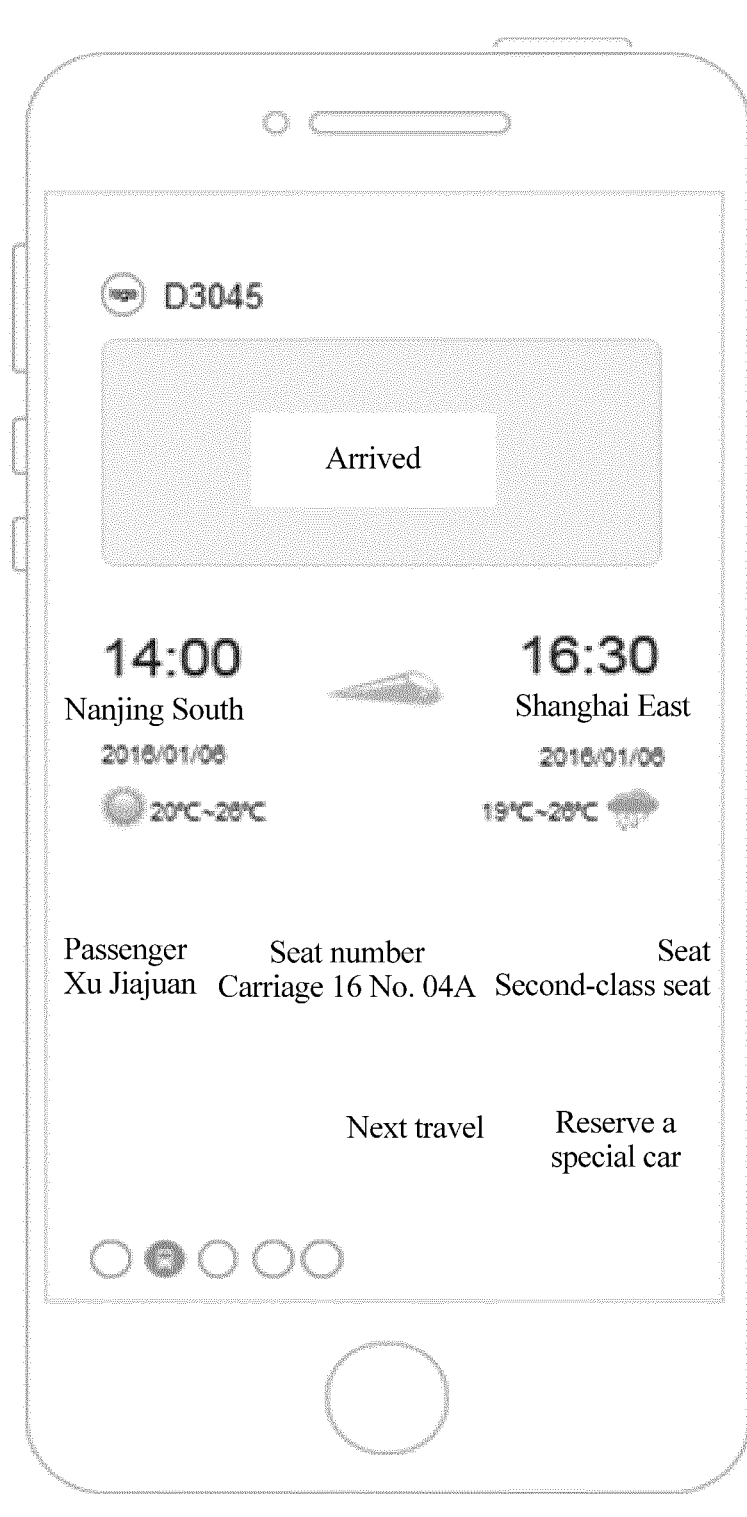 D3045
Arrived
14:00
16:30
Nanjing South
Shanghai East
2016/01/06
2016/01/06
20°C~26°C
19°C~26°C
Passenger
Seat number
Seat
Xu Jiajuan
Carriage 16 No. 04A
Second-class seat
Next travel
Reserve a
special car